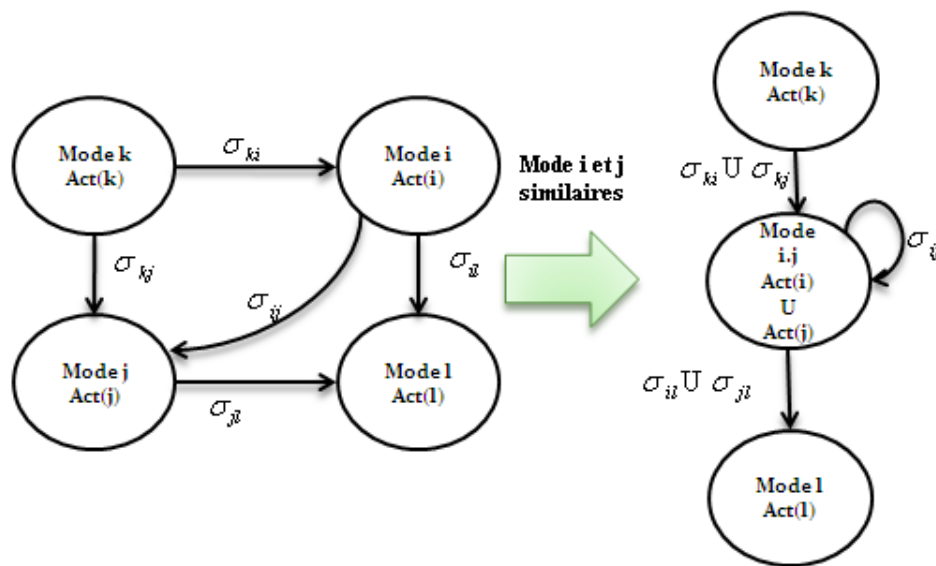 Mode k
Act(k)
σki
Mode i
Act(i)
σkj
σij
σil
Mode j
Act(j)
σjl
Mode l
Act(l)
Mode i et j
similaires
Mode k
Act(k)
σki U σkj
Mode
i.j
Act(i)
U
Act(j)
σij
σil U σjl
Mode l
Act(l)